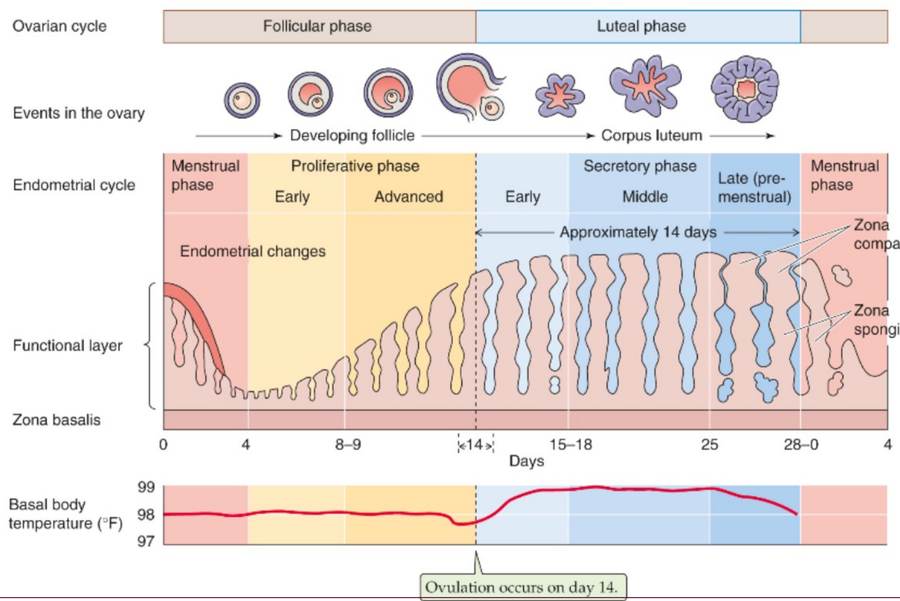 Ovarian cycle
Follicular phase
Luteal phase
Events in the ovary
Developing follicle
Corpus luteum
Endometrial cycle
Menstrual
phase
Proliferative phase
Early
Advanced
Secretory phase
Early
Middle
Late (pre-
menstrual)
Menstrual
phase
Approximately 14 days
Endometrial changes
Zona
compa
Functional layer
Zona
spongi
Zona basalis
0 4 8–9 14 15–18 25 28–0 4
Days
Basal body
temperature (°F)
99
98
97
Ovulation occurs on day 14.